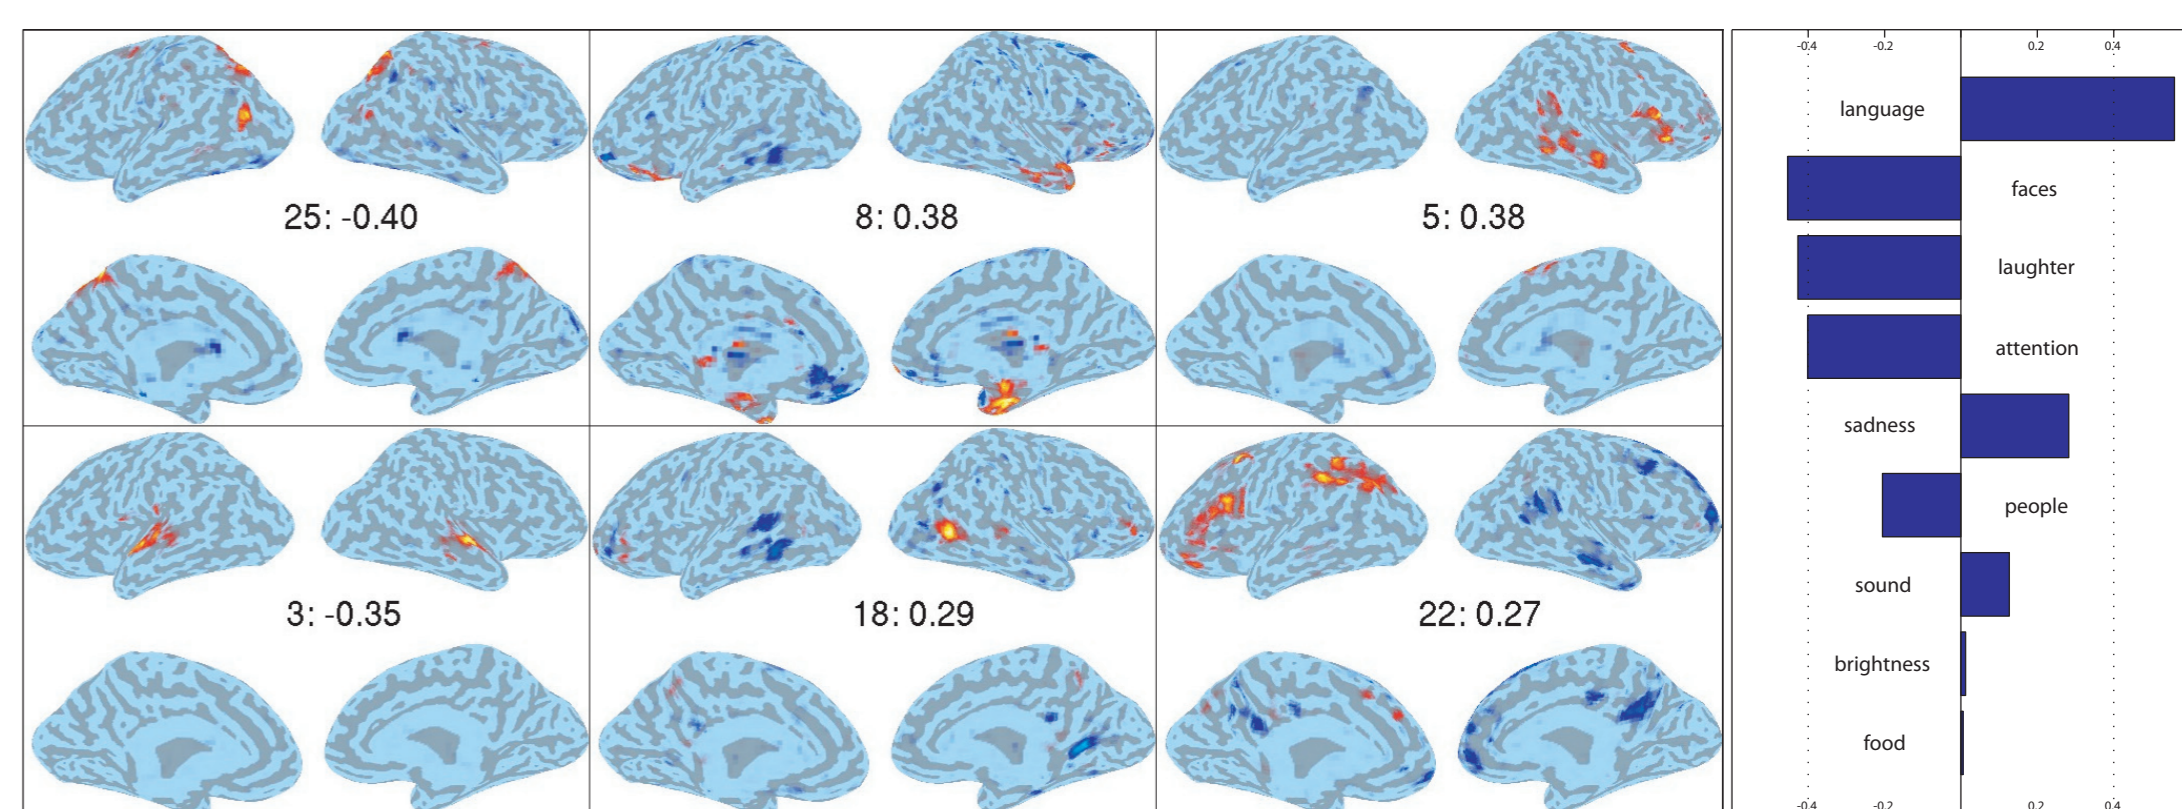 25: -0.40
8: 0.38
5: 0.38
3: -0.35
18: 0.29
22: 0.27
-0.4 -0.2 0.2 0.4
language
faces
laughter
attention
sadness
people
sound
brightness
food
-0.4 -0.2 0.2 0.4